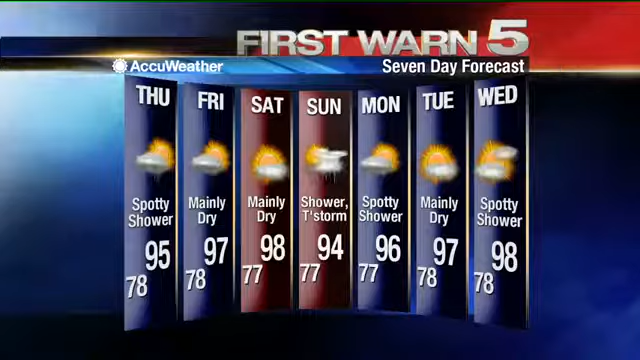 FIRST WARN 5
AccuWeather
Seven Day Forecast
THU FRI SAT SUN MON TUE WED
Spotty Mainly Mainly Shower, Spotty Mainly Spotty
Shower Dry Dry T'storm Shower Dry Shower
95 97 98 94 96 97 98
78 78 77 77 77 78 78